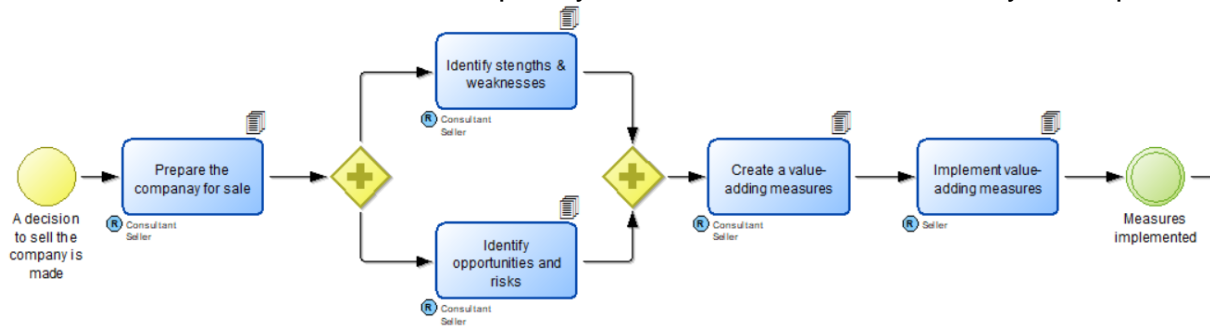 Identify stengths &
weaknesses
R Consultant
Seller
Prepare the
companay for sale
R Consultant
Seller
A decision
to sell the
company is
made
Identify
opportunities and
risks
R Consultant
Seller
Create a value-
adding measures
R Consultant
Seller
Implement value-
adding measures
R Seller
Measures
implemented